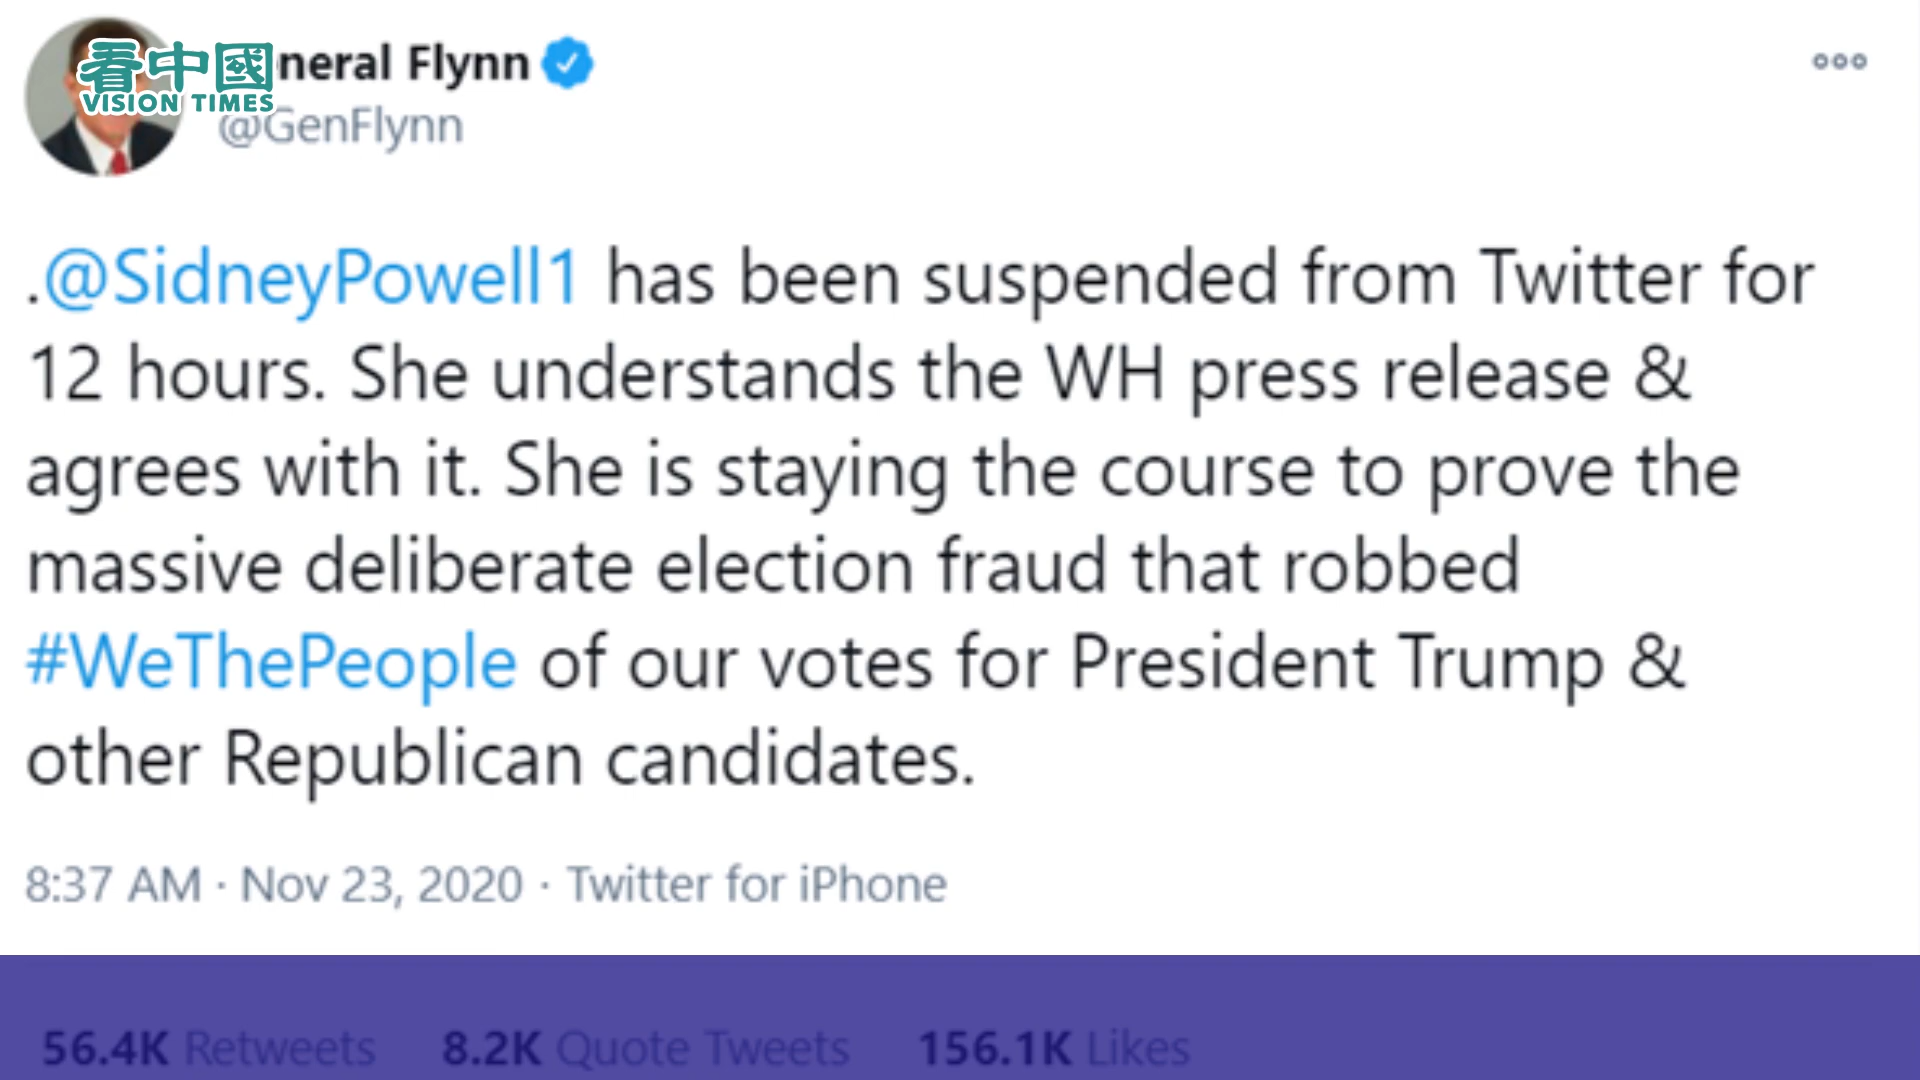 看中國
VISION TIMES
neral Flynn
@GenFlynn
.@SidneyPowell1 has been suspended from Twitter for
12 hours. She understands the WH press release &
agrees with it. She is staying the course to prove the
massive deliberate election fraud that robbed
#WeThePeople of our votes for President Trump &
other Republican candidates.
8:37 AM · Nov 23, 2020 · Twitter for iPhone
56.4K Retweets 8.2K Quote Tweets 156.1K Likes